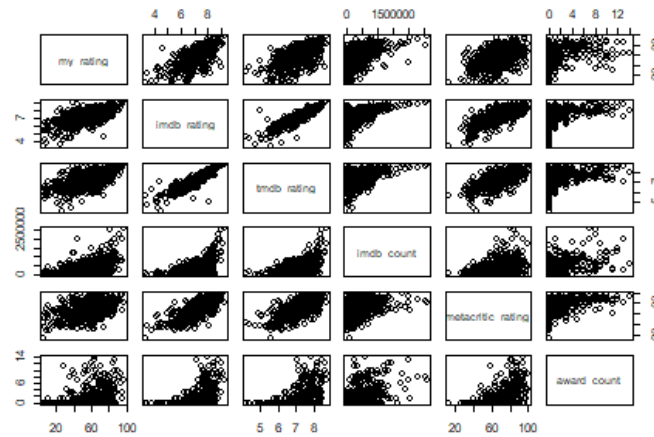 4 6 8
0 1500000
0 4 8 12
my rating
imdb rating
4 7
tmdb rating
5 7
0 2500000
imdb count
metacritic rating
0 6 14
award count
20 60 100
5 6 7 8
20 60 100